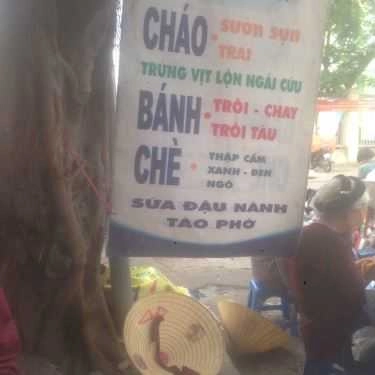 CHÁO • SƯỜN SỤN
TRAI
TRỨNG VỊT LỘN NGẢI CỨU
BÁNH • TRÔI - CHAY
TRÔI TÀU
CHÈ • THẬP CẨM
XANH - ĐEN
NGÔ
SỮA ĐẬU NÀNH
TÀO PHỚ